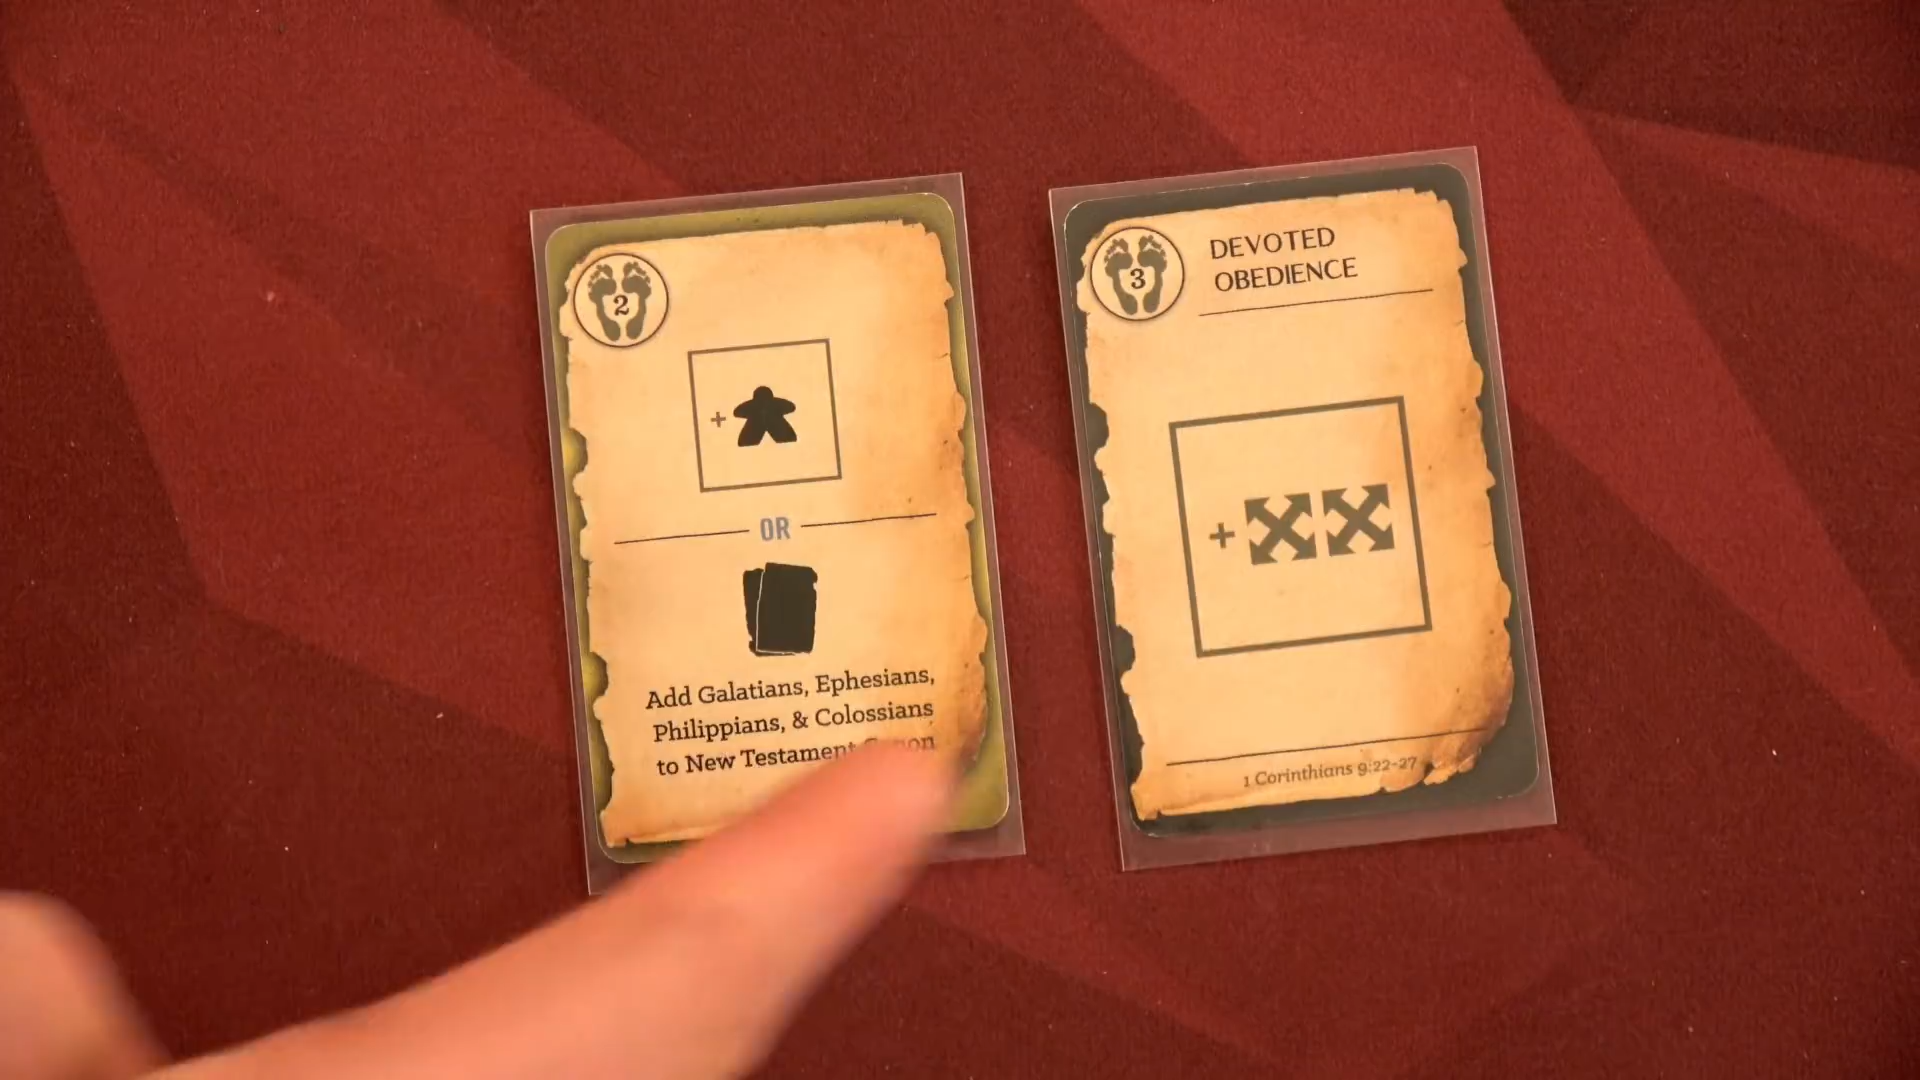 2
+
OR
Add Galatians, Ephesians,
Philippians, & Colossians
to New Testament
3
DEVOTED
OBEDIENCE
+
1 Corinthians 9:22-27